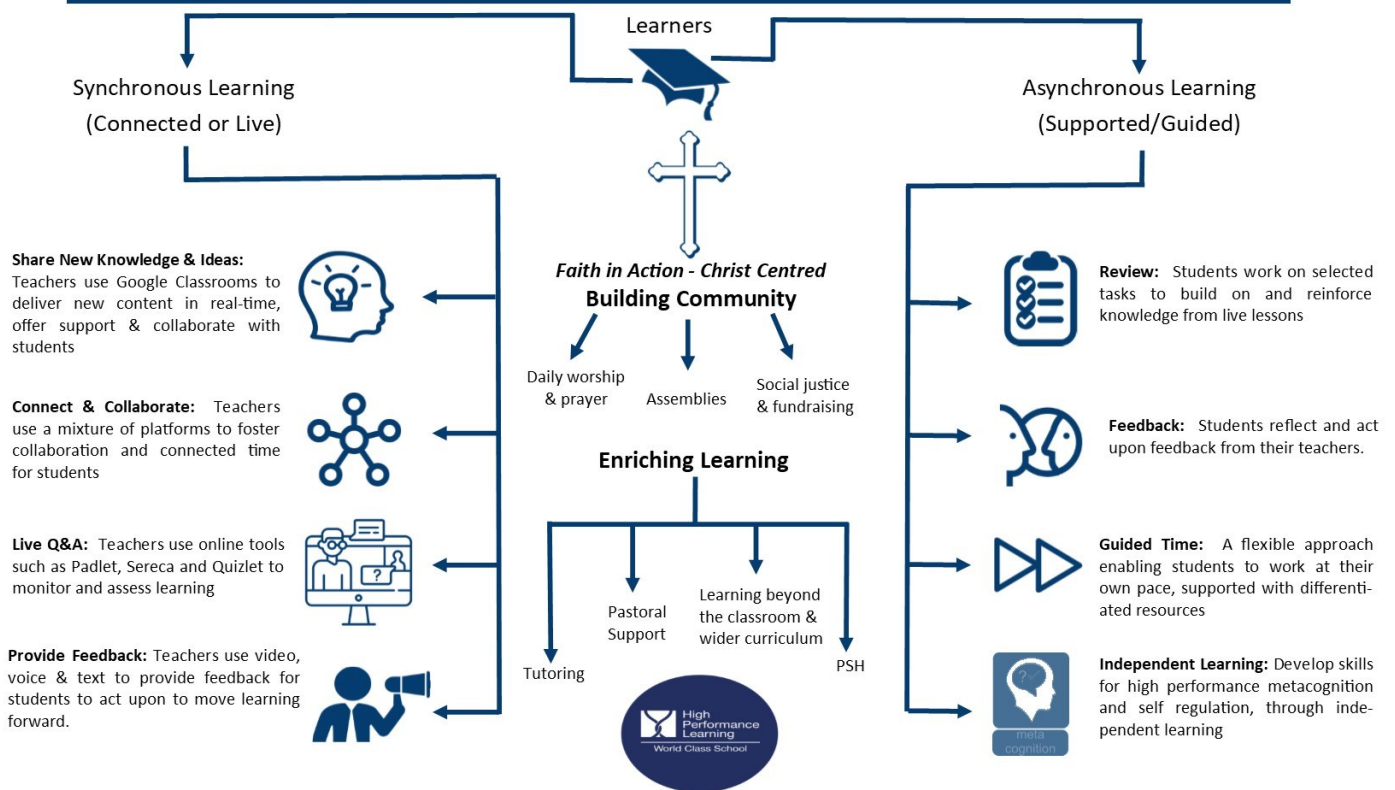 Learners
Synchronous Learning
(Connected or Live)
Share New Knowledge & Ideas:
Teachers use Google Classrooms to
deliver new content in real-time,
offer support & collaborate with
students
Connect & Collaborate: Teachers
use a mixture of platforms to foster
collaboration and connected time
for students
Live Q&A: Teachers use online tools
such as Padlet, Sereca and Quizlet to
monitor and assess learning
Provide Feedback: Teachers use video,
voice & text to provide feedback for
students to act upon to move learning
forward.
Faith in Action - Christ Centred
Building Community
Daily worship
& prayer
Assemblies
Social justice
& fundraising
Enriching Learning
Tutoring
Pastoral
Support
Learning beyond
the classroom &
wider curriculum
PSH
High
Performance
Learning
World Class School
Asynchronous Learning
(Supported/Guided)
Review: Students work on selected
tasks to build on and reinforce
knowledge from live lessons
Feedback: Students reflect and act
upon feedback from their teachers.
Guided Time: A flexible approach
enabling students to work at their
own pace, supported with differenti-
ated resources
?
meta
cognition
Independent Learning: Develop skills
for high performance metacognition
and self regulation, through inde-
pendent learning